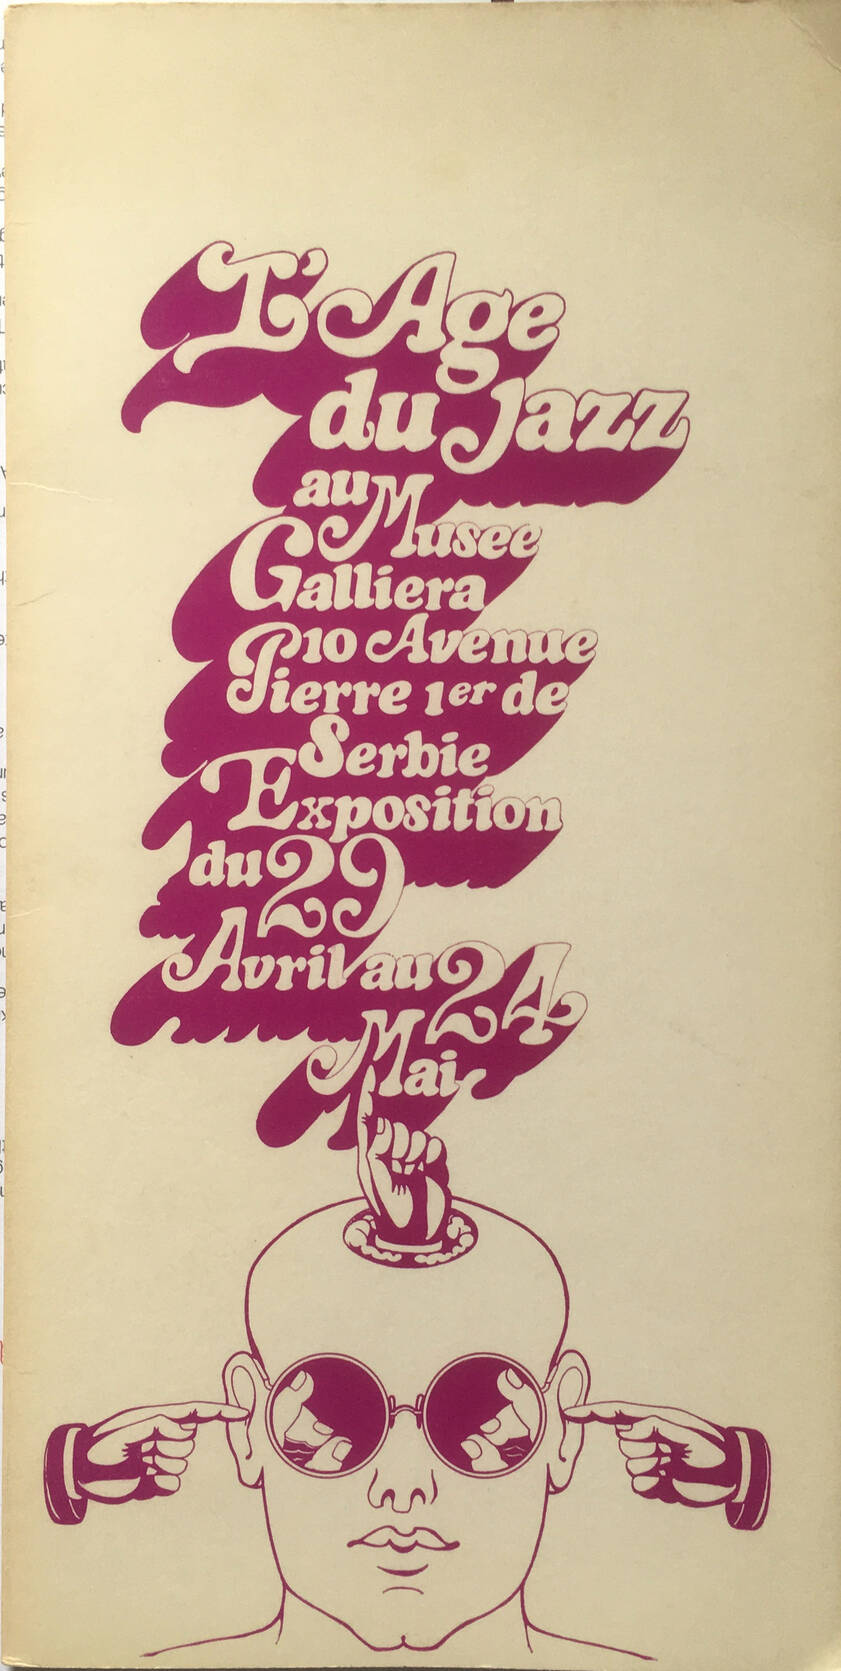 L'Age
du Jazz
au Musee
Galliera
10 Avenue
Pierre 1er de
Serbie
Exposition
du 29
Avril au 24
Mai